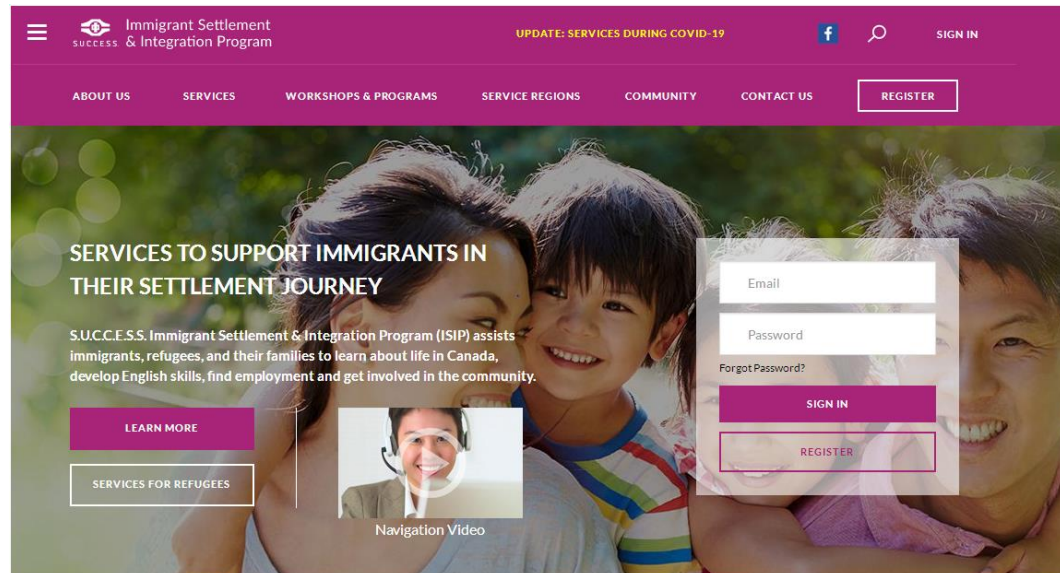 Immigrant Settlement
& Integration Program
SUCCESS
UPDATE: SERVICES DURING COVID-19
f
SIGN IN
ABOUT US
SERVICES
WORKSHOPS & PROGRAMS
SERVICE REGIONS
COMMUNITY
CONTACT US
REGISTER
SERVICES TO SUPPORT IMMIGRANTS IN
THEIR SETTLEMENT JOURNEY
S.U.C.C.E.S.S. Immigrant Settlement & Integration Program (ISIP) assists
immigrants, refugees, and their families to learn about life in Canada,
develop English skills, find employment and get involved in the community.
LEARN MORE
SERVICES FOR REFUGEES
Navigation Video
Email
Password
Forgot Password?
SIGN IN
REGISTER